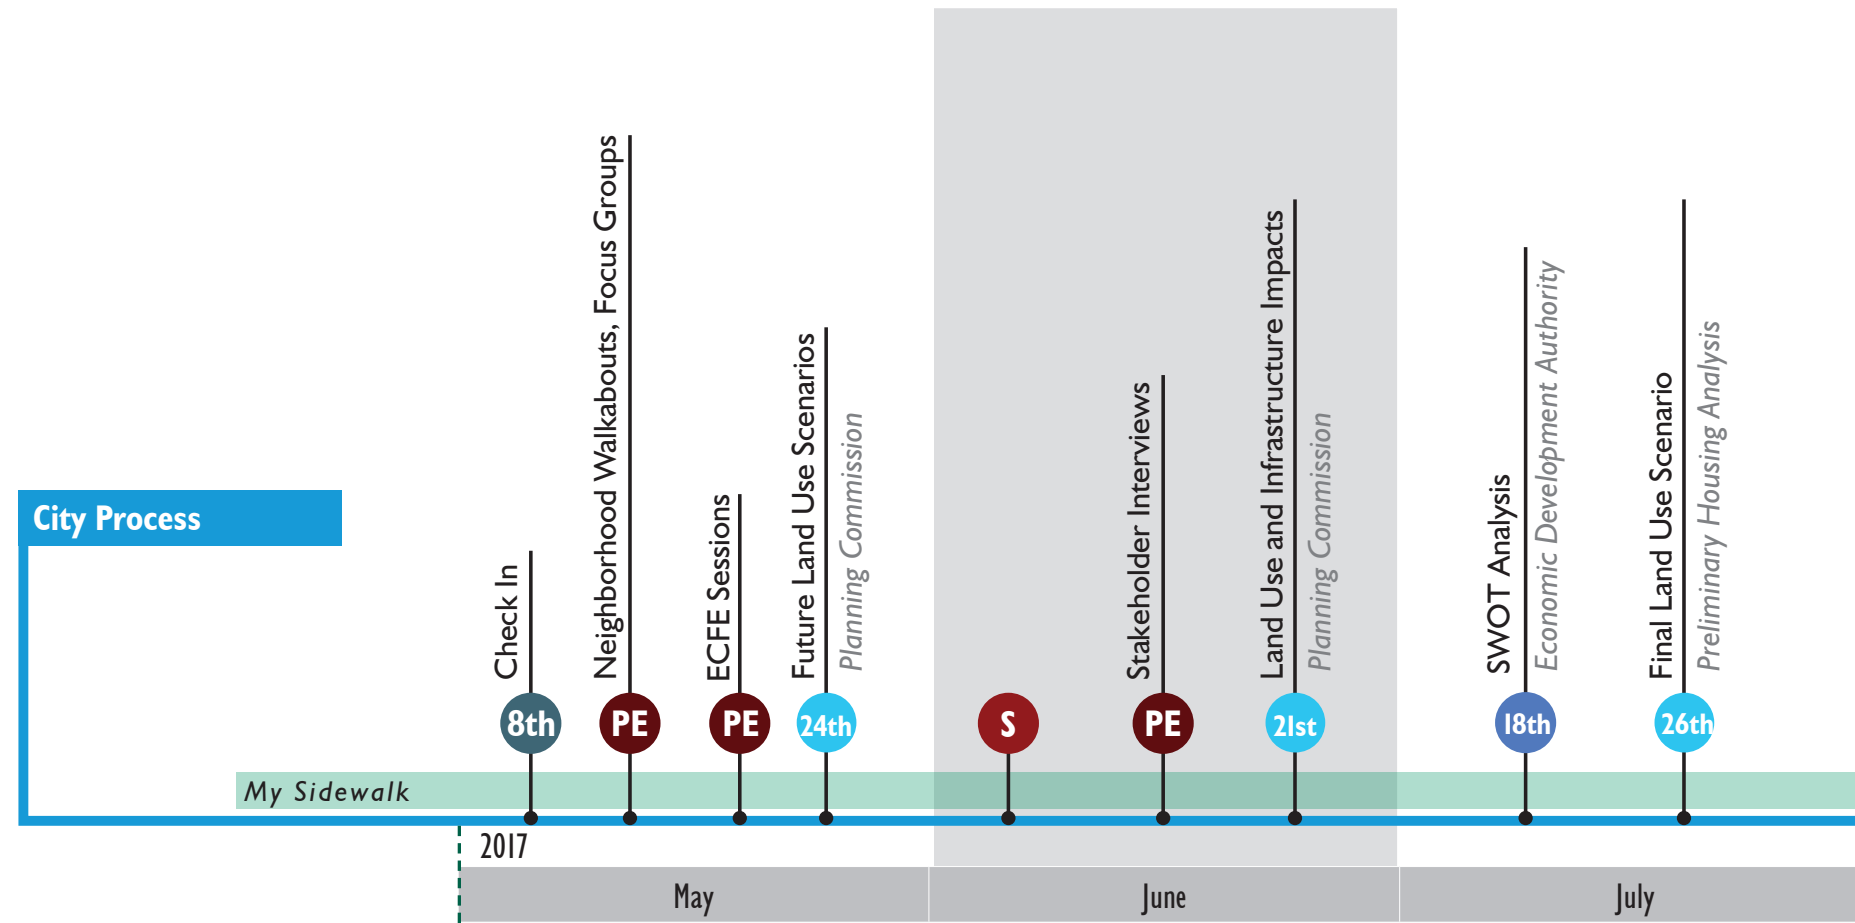 City Process
Check In
Neighborhood Walkabouts, Focus Groups
ECFE Sessions
Future Land Use Scenarios
Planning Commission
Stakeholder Interviews
Land Use and Infrastructure Impacts
Planning Commission
SWOT Analysis
Economic Development Authority
Final Land Use Scenario
Preliminary Housing Analysis
8th
PE
PE
24th
S
PE
21st
18th
26th
My Sidewalk
2017
May
June
July